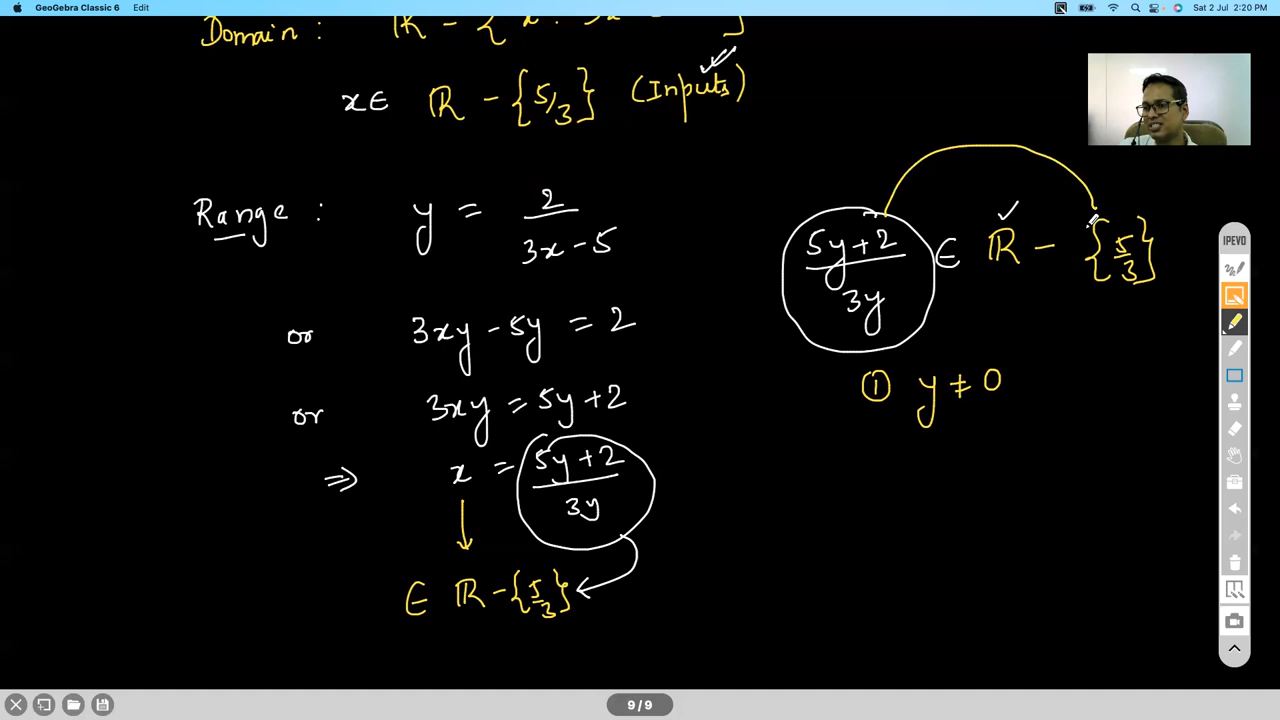 GeoGebra Classic 6 Edit Sat 2 Jul 2:20 PM
Domain :
x ∈ ℝ - {5/3} (Inputs)
Range : y = 2 / 3x - 5
or 3xy - 5y = 2
or 3xy = 5y + 2
⇒ x = 5y + 2 / 3y
∈ ℝ - {5/3}
5y + 2 / 3y ∈ ℝ - {5/3}
① y ≠ 0
IPEVO
9 / 9